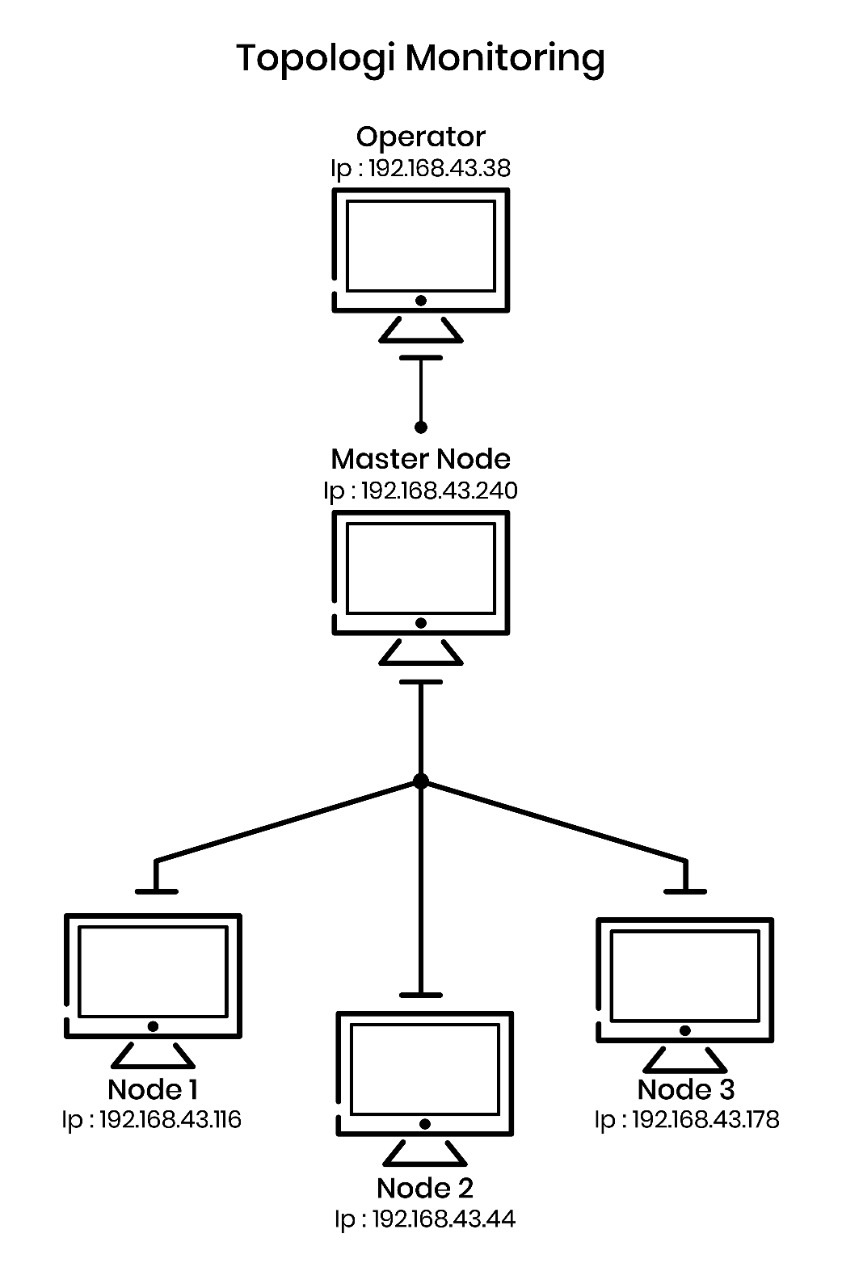 Topologi Monitoring
Operator
Ip : 192.168.43.38
Master Node
Ip : 192.168.43.240
Node 1
Ip : 192.168.43.116
Node 3
Ip : 192.168.43.178
Node 2
Ip : 192.168.43.44